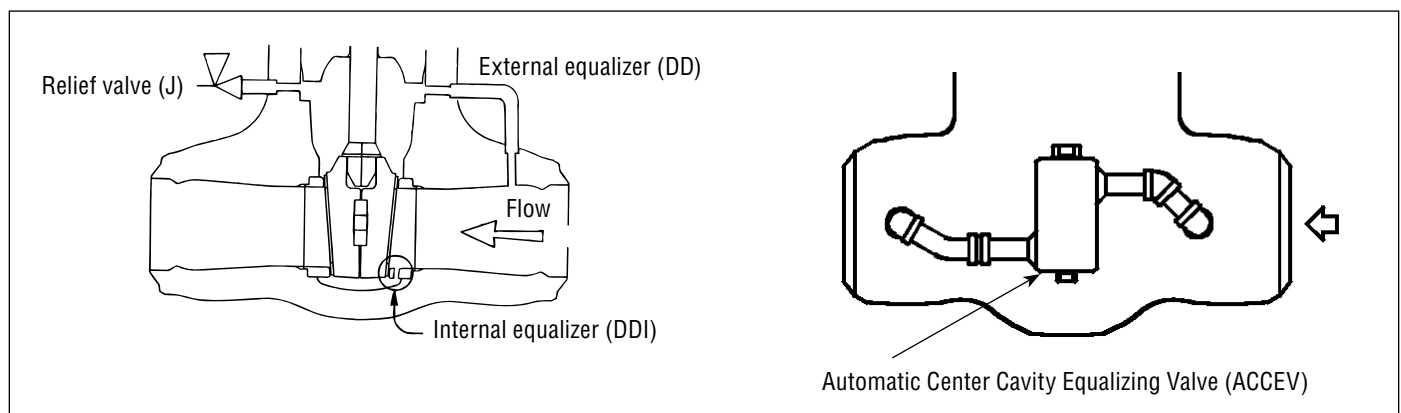 Relief valve (J)
External equalizer (DD)
Flow
Internal equalizer (DDI)
Automatic Center Cavity Equalizing Valve (ACCEV)